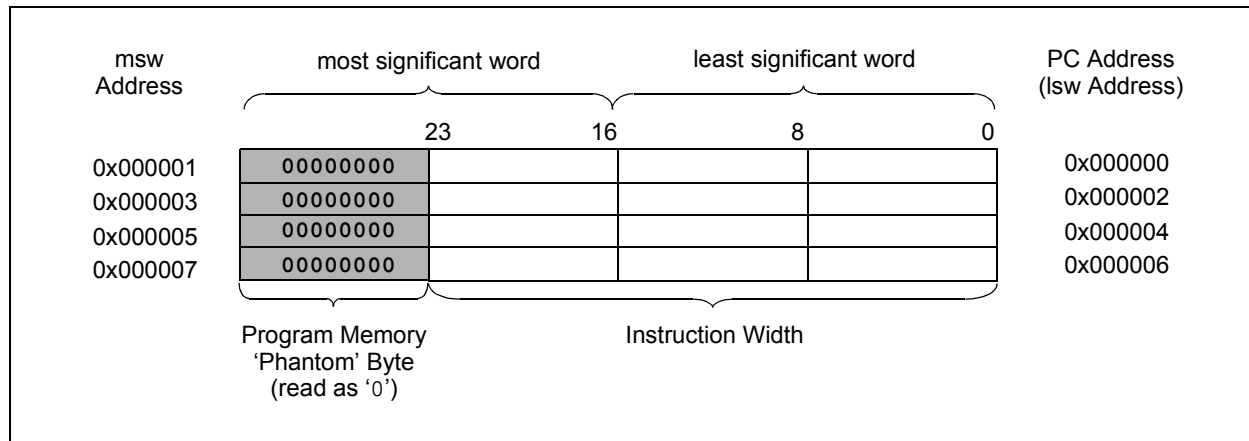 msw
Address
most significant word
least significant word
PC Address
(lsw Address)
23 16 8 0
0x000001 00000000 0x000000
0x000003 00000000 0x000002
0x000005 00000000 0x000004
0x000007 00000000 0x000006
Program Memory
‘Phantom’ Byte
(read as ‘0’)
Instruction Width